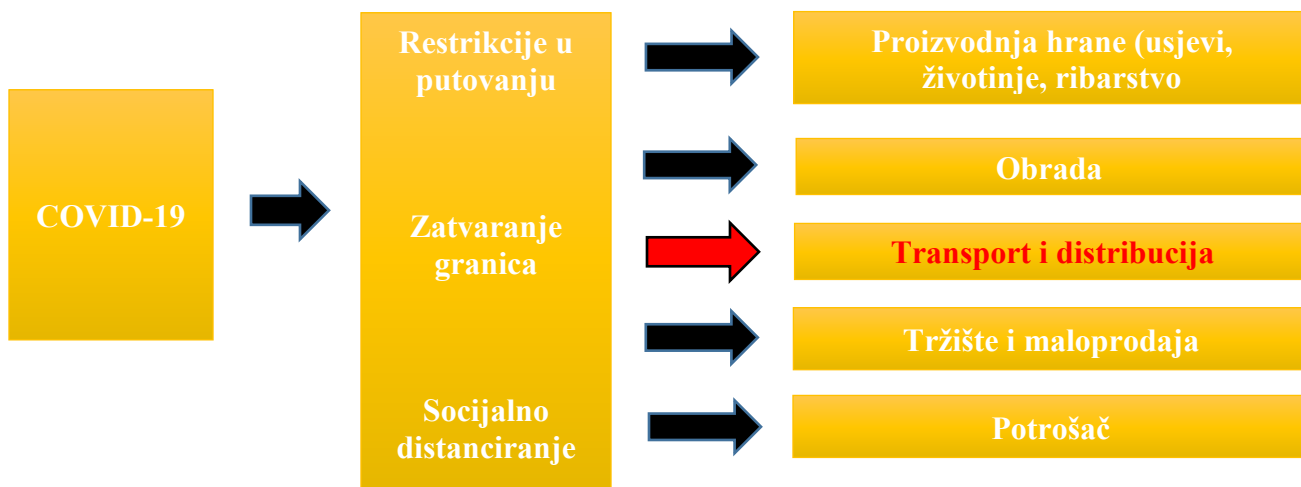 COVID-19
Restrikcije u
putovanju
Zatvaranje
granica
Socijalno
distanciranje
Proizvodnja hrane (usjevi,
životinje, ribarstvo
Obrada
Transport i distribucija
Tržište i maloprodaja
Potrošač